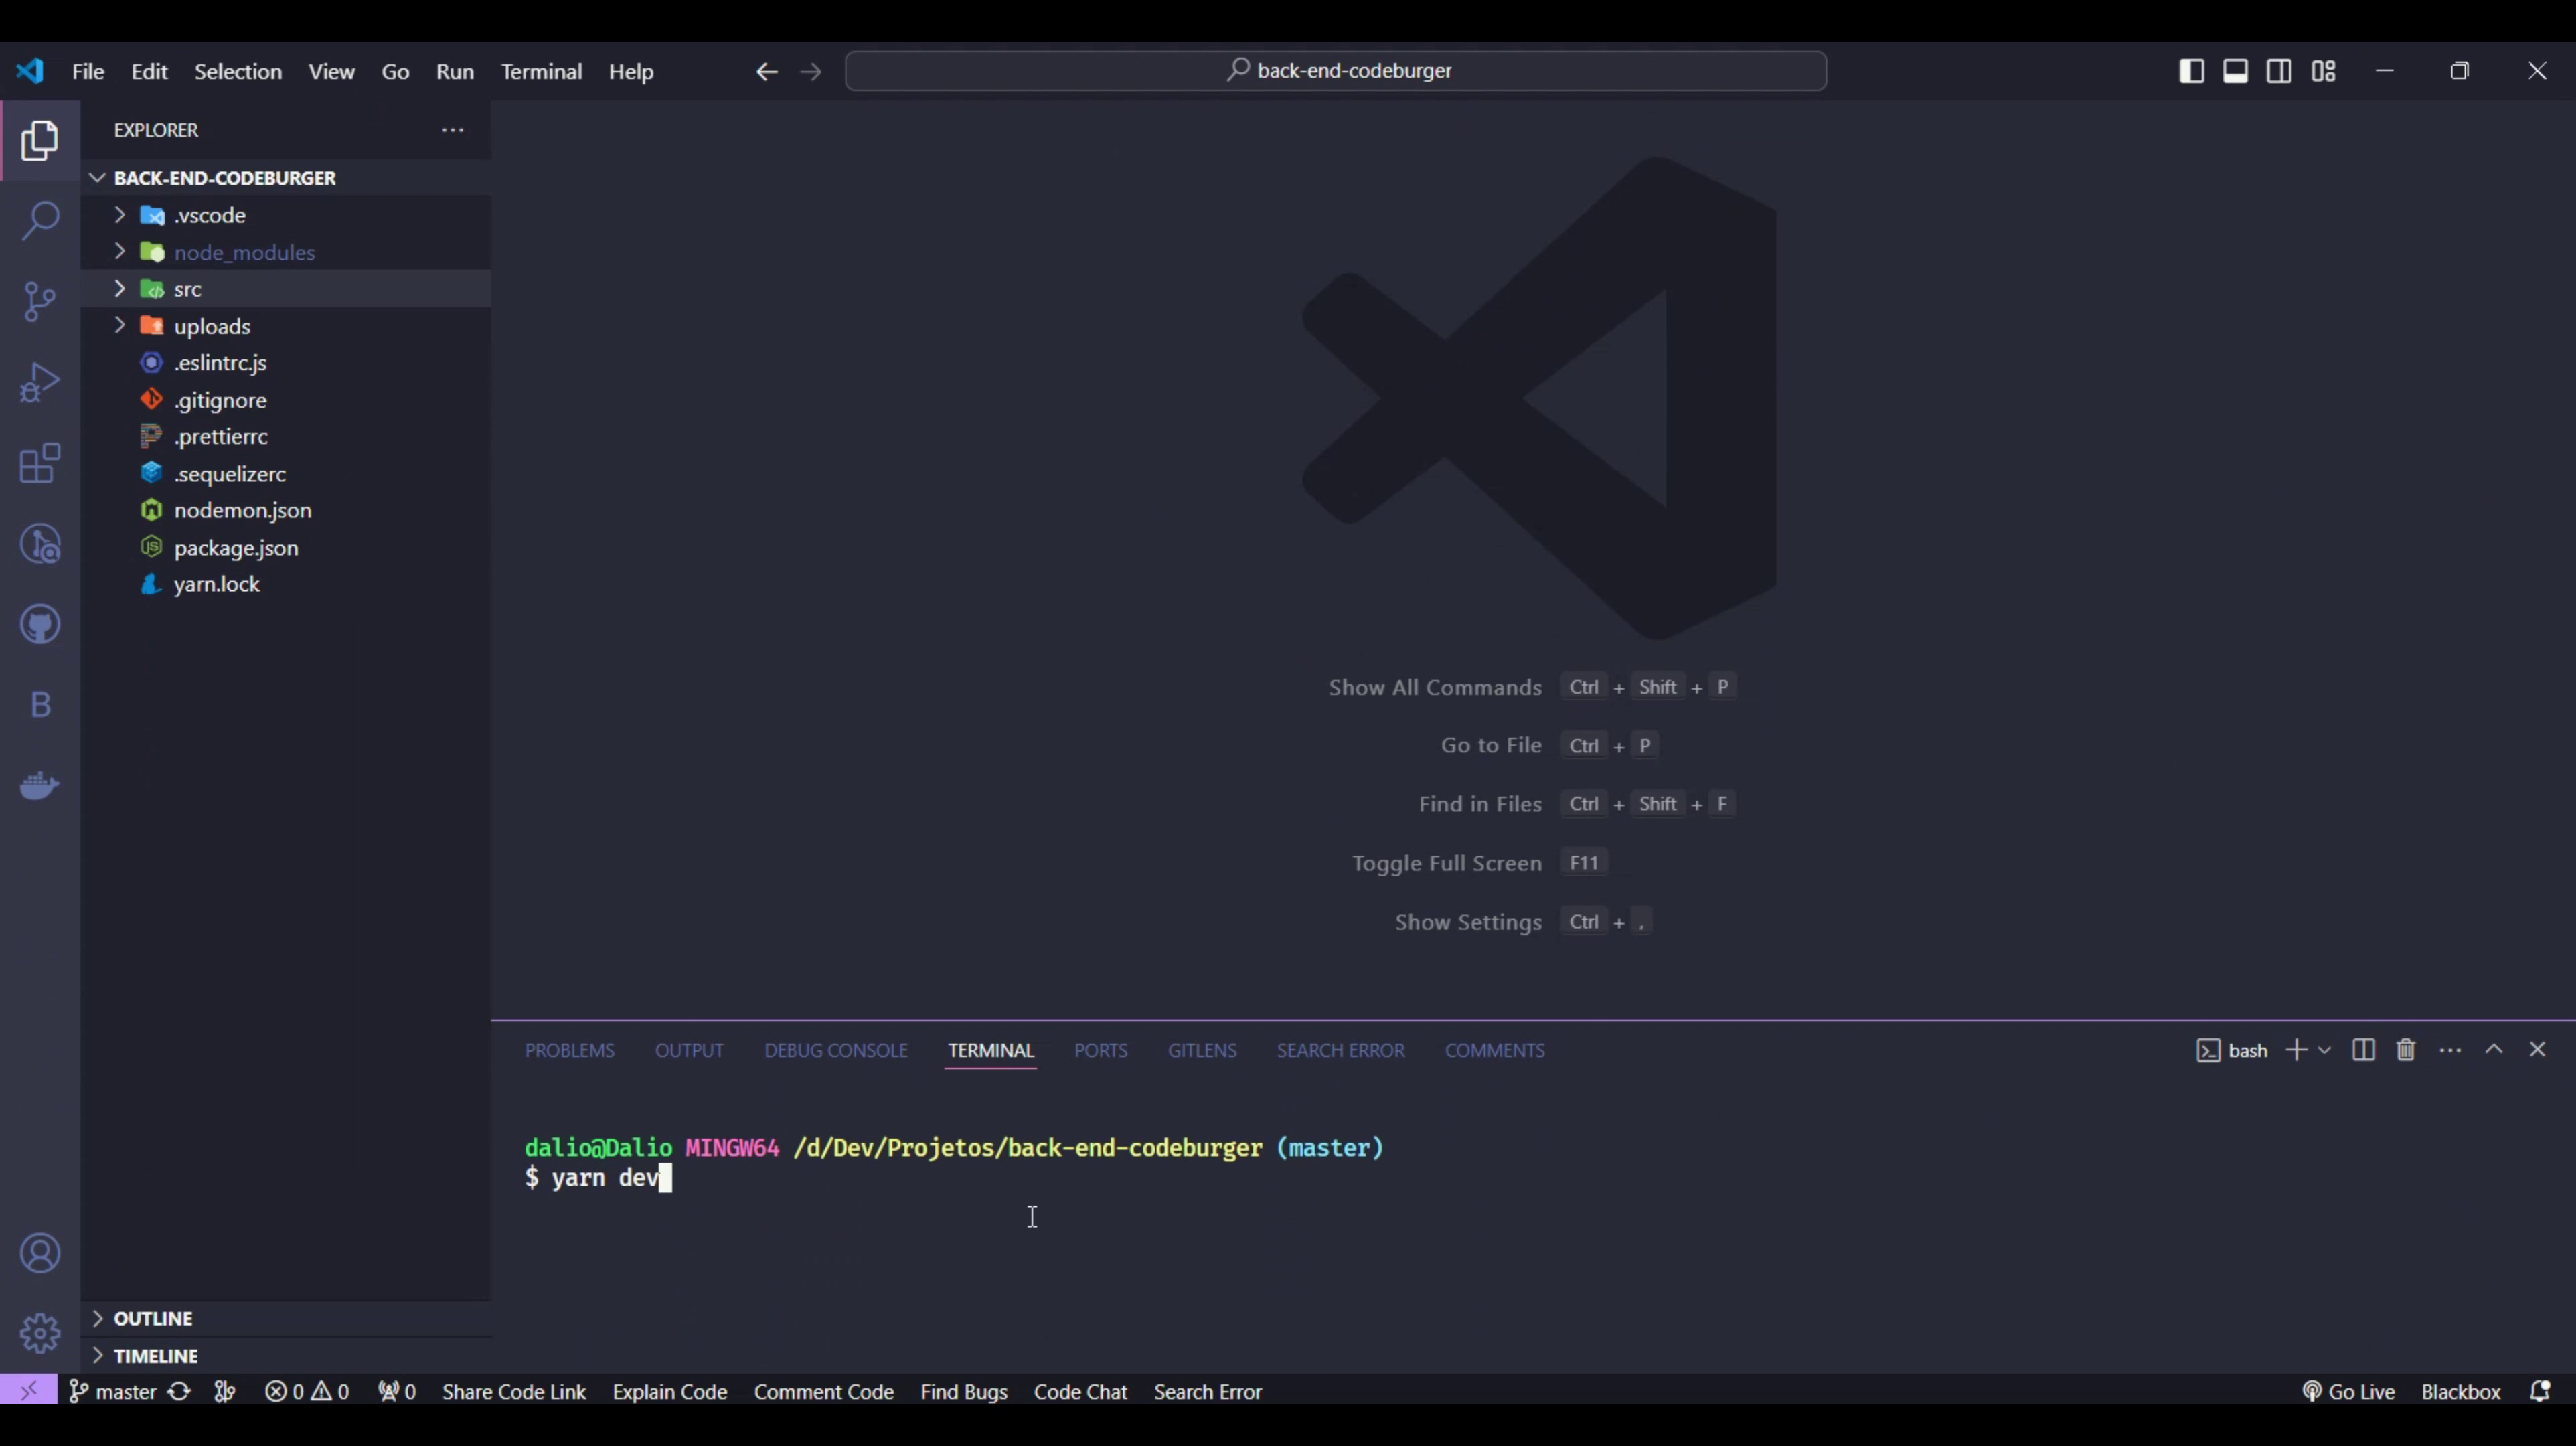 File Edit Selection View Go Run Terminal Help
back-end-codeburger
EXPLORER
BACK-END-CODEBURGER
.vscode
node_modules
src
uploads
.eslintrc.js
.gitignore
.prettierrc
.sequelizerc
nodemon.json
package.json
yarn.lock
B
Show All Commands Ctrl + Shift + P
Go to File Ctrl + P
Find in Files Ctrl + Shift + F
Toggle Full Screen F11
Show Settings Ctrl + ,
PROBLEMS OUTPUT DEBUG CONSOLE TERMINAL PORTS GITLENS SEARCH ERROR COMMENTS
bash
dalio@Dalio MINGW64 /d/Dev/Projetos/back-end-codeburger (master)
$ yarn dev
OUTLINE
TIMELINE
master 0 0 0 Share Code Link Explain Code Comment Code Find Bugs Code Chat Search Error Go Live Blackbox